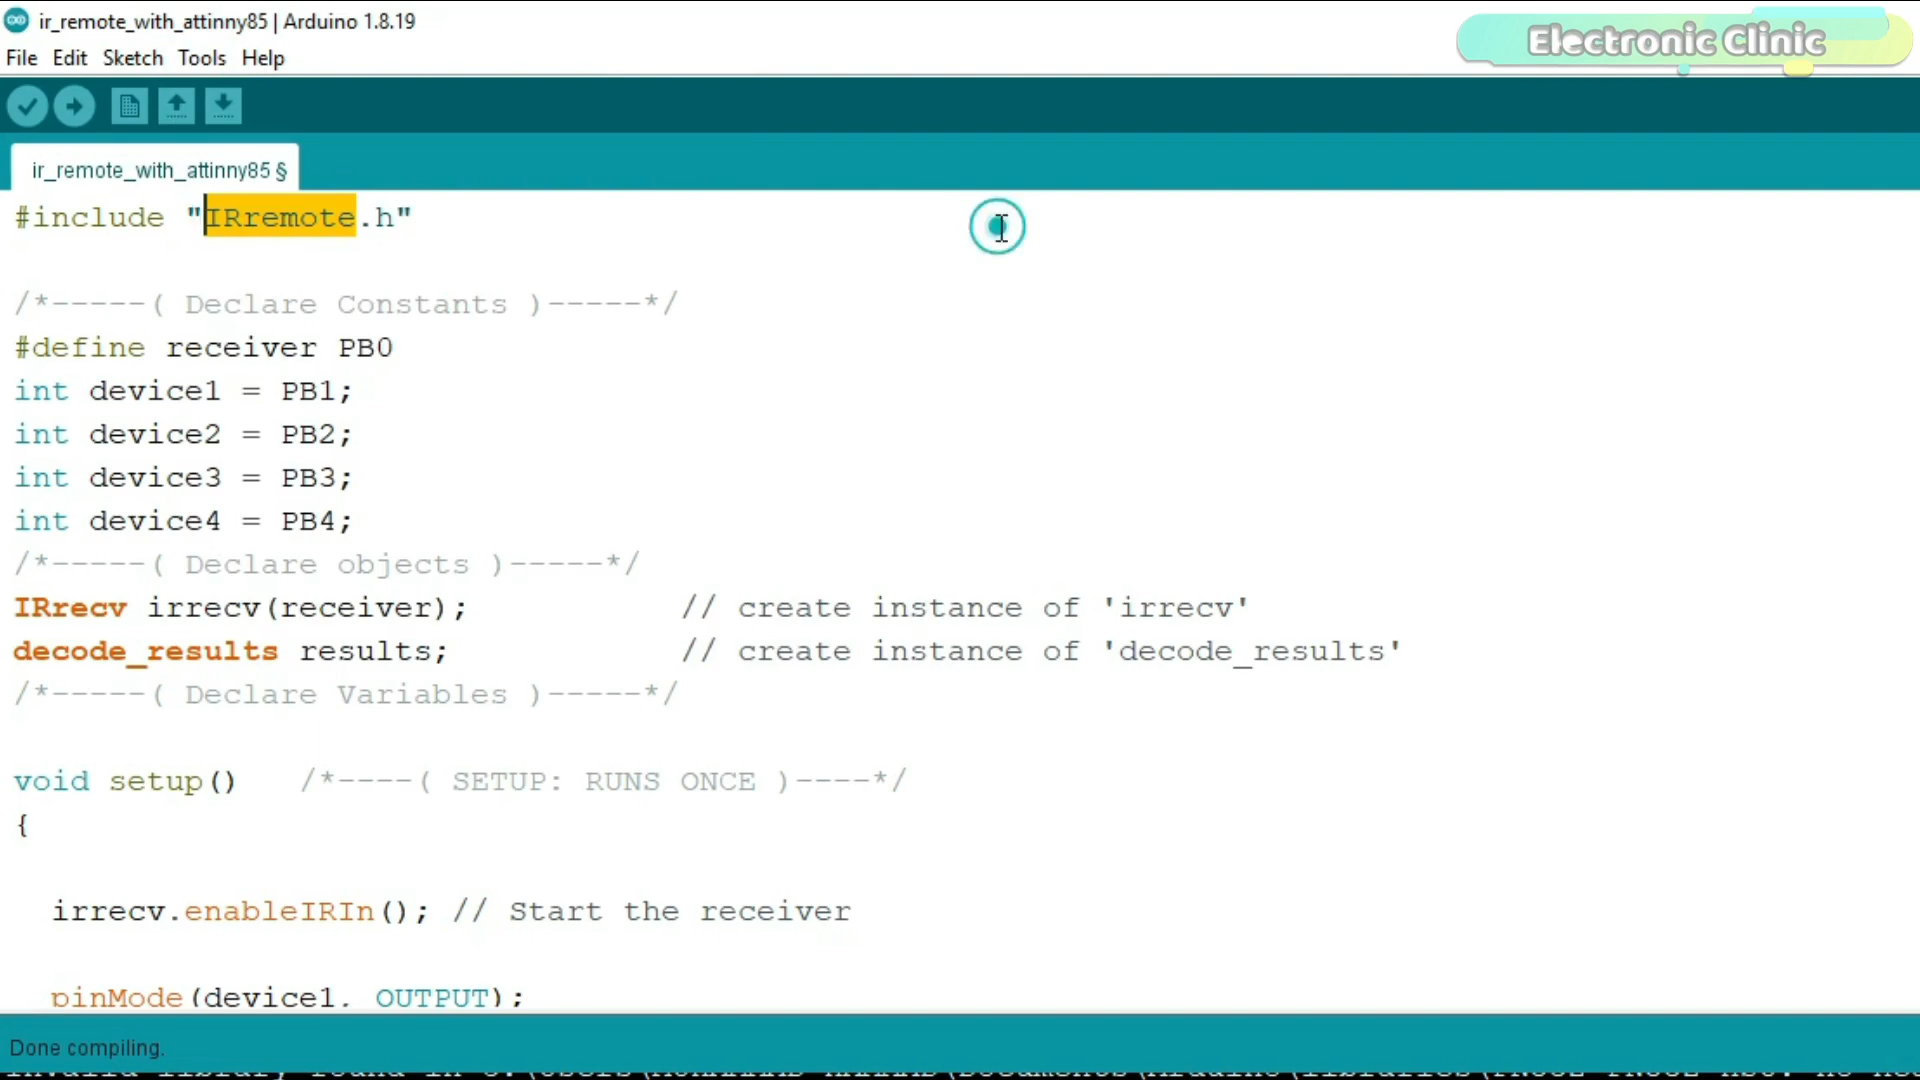 ir_remote_with_attinny85 | Arduino 1.8.19
Electronic Clinic
File Edit Sketch Tools Help
ir_remote_with_attinny85 §
#include "IRremote.h"
/*-----( Declare Constants )-----*/
#define receiver PB0
int device1 = PB1;
int device2 = PB2;
int device3 = PB3;
int device4 = PB4;
/*-----( Declare objects )-----*/
IRrecv irrecv(receiver); // create instance of 'irrecv'
decode_results results; // create instance of 'decode_results'
/*-----( Declare Variables )-----*/
void setup() /*----( SETUP: RUNS ONCE )----*/
{
irrecv.enableIRIn(); // Start the receiver
pinMode(device1, OUTPUT);
Done compiling.